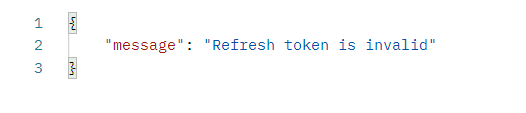 1 {
2 "message": "Refresh token is invalid"
3 }